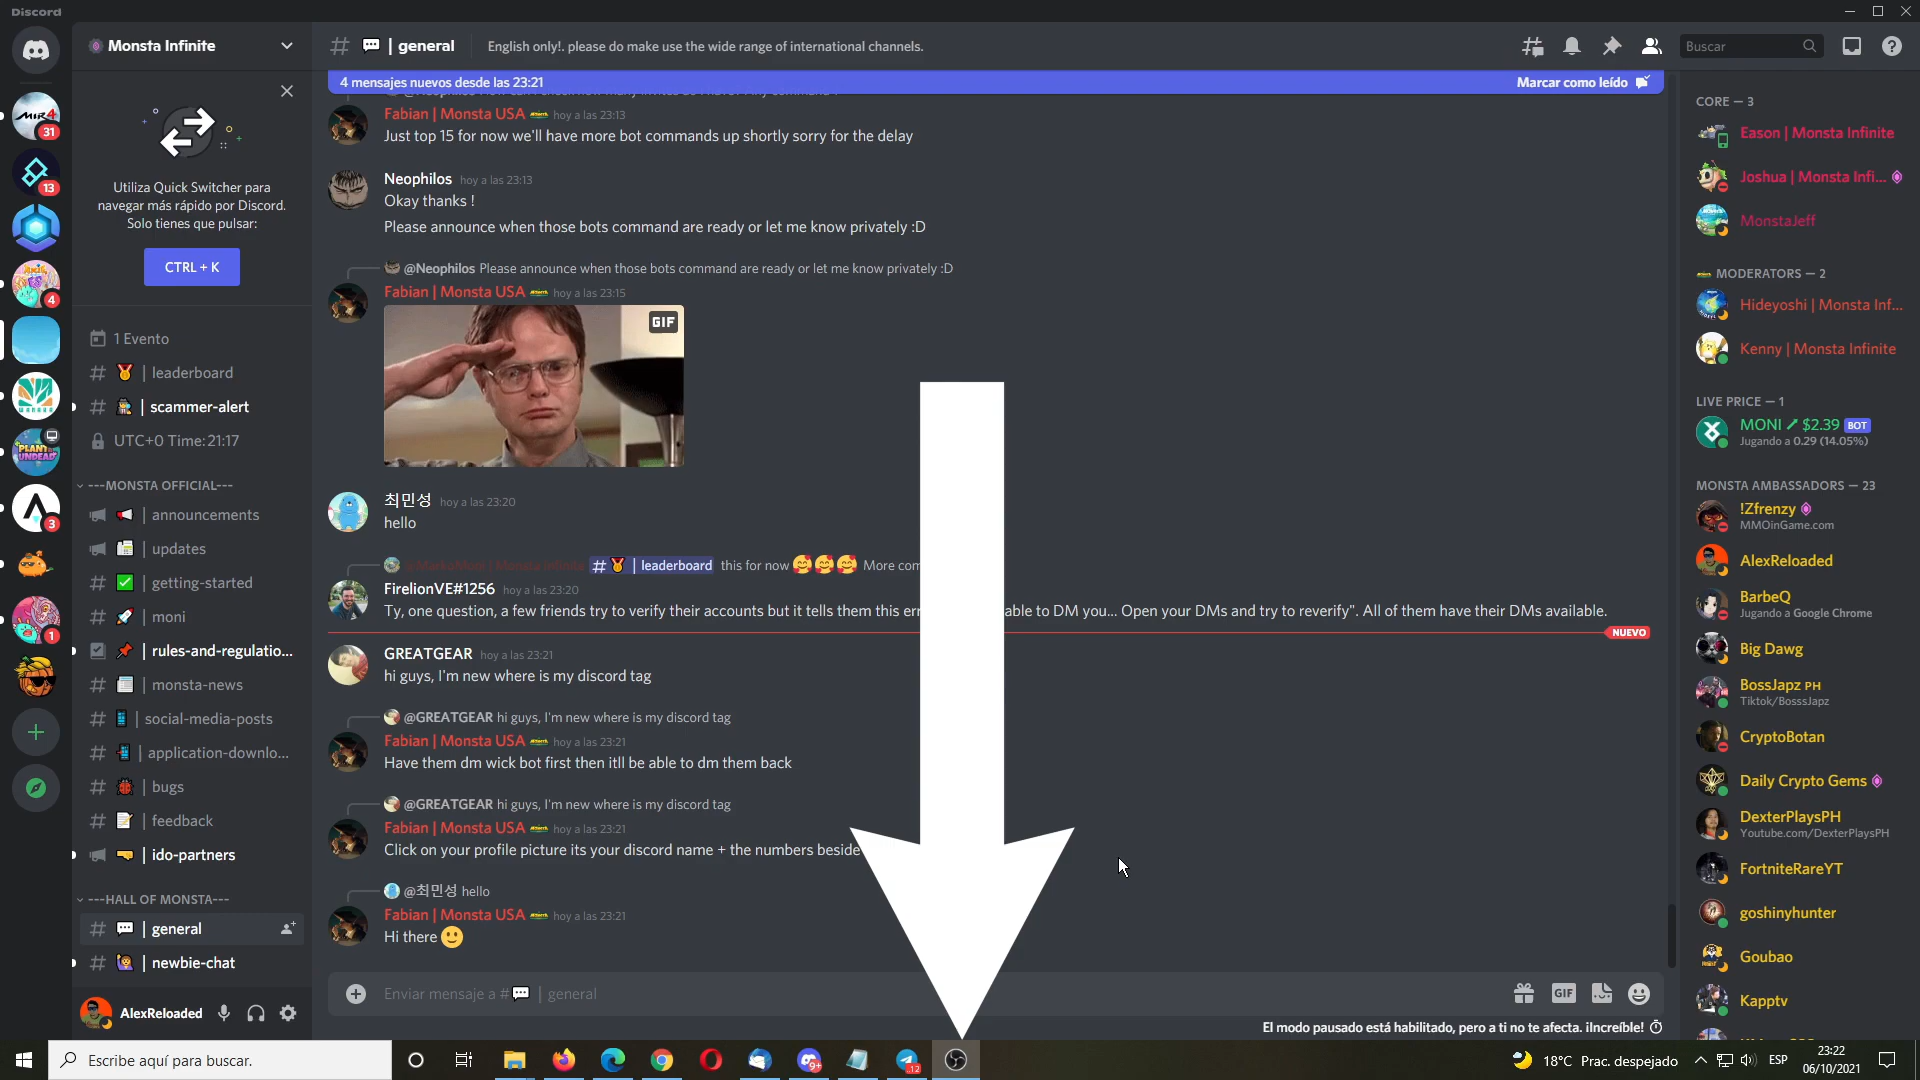 Discord
Monsta Infinite
Utiliza Quick Switcher para
navegar más rápido por Discord.
Solo tienes que pulsar:
CTRL + K
31
13
4
3
1
1 Evento
| leaderboard
| scammer-alert
UTC+0 Time: 21:17
---MONSTA OFFICIAL---
| announcements
| updates
| getting-started
| moni
| rules-and-regulatio...
| monsta-news
| social-media-posts
| application-downlo...
| bugs
| feedback
| ido-partners
---HALL OF MONSTA---
| general
| newbie-chat
AlexReloaded
# | general
English only!. please do make use the wide range of international channels.
Buscar
4 mensajes nuevos desde las 23:21
Marcar como leído
Fabian | Monsta USA hoy a las 23:13
Just top 15 for now we'll have more bot commands up shortly sorry for the delay
Neophilos hoy a las 23:13
Okay thanks !
Please announce when those bots command are ready or let me know privately :D
@Neophilos Please announce when those bots command are ready or let me know privately :D
Fabian | Monsta USA hoy a las 23:15
GIF
최민성 hoy a las 23:20
hello
# | leaderboard this for now More com
FirelionVE#1256 hoy a las 23:20
Ty, one question, a few friends try to verify their accounts but it tells them this err able to DM you... Open your DMs and try to reverify". All of them have their DMs available.
NUEVO
GREATGEAR hoy a las 23:21
hi guys, I'm new where is my discord tag
@GREATGEAR hi guys, I'm new where is my discord tag
Fabian | Monsta USA hoy a las 23:21
Have them dm wick bot first then itll be able to dm them back
@GREATGEAR hi guys, I'm new where is my discord tag
Fabian | Monsta USA hoy a las 23:21
Click on your profile picture its your discord name + the numbers beside
@최민성 hello
Fabian | Monsta USA hoy a las 23:21
Hi there
Enviar mensaje a # | general
GIF
El modo pausado está habilitado, pero a ti no te afecta. ¡Increíble!
CORE — 3
Eason | Monsta Infinite
Joshua | Monsta Infi...
MonstaJeff
MODERATORS — 2
Hideyoshi | Monsta Inf...
Kenny | Monsta Infinite
LIVE PRICE — 1
MONI ⭧ $2.39 BOT
Jugando a 0.29 (14.05%)
MONSTA AMBASSADORS — 23
!Zfrenzy
MMOinGame.com
AlexReloaded
BarbeQ
Jugando a Google Chrome
Big Dawg
BossJapz PH
Tiktok/BosssJapz
CryptoBotan
Daily Crypto Gems
DexterPlaysPH
Youtube.com/DexterPlaysPH
FortniteRareYT
goshinyhunter
Goubao
Kapptv
Escribe aquí para buscar.
9+
12
18°C Prac. despejado
ESP
23:22
06/10/2021